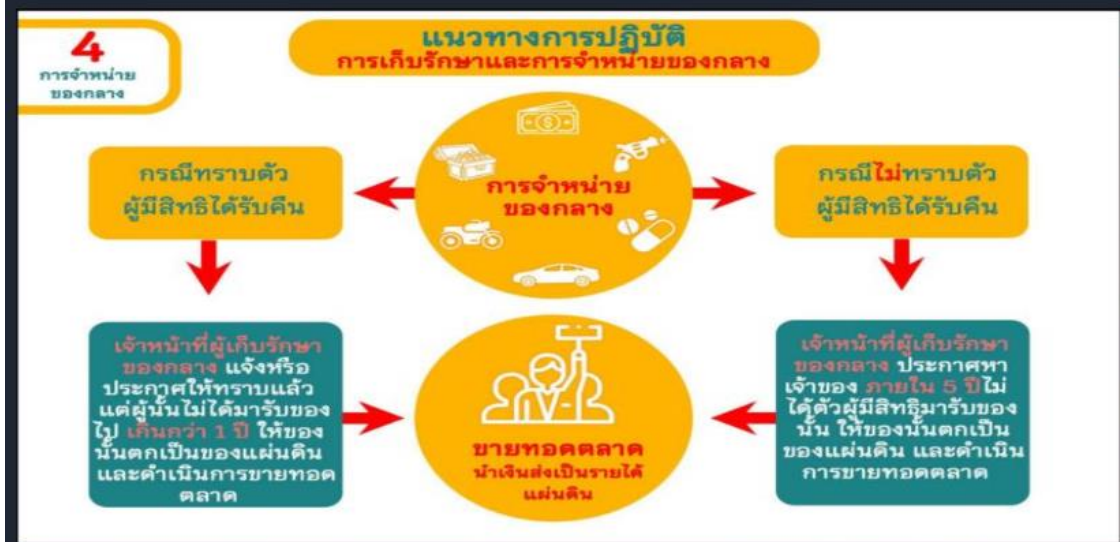 4
การจำหน่าย
ของกลาง
แนวทางการปฏิบัติ
การเก็บรักษาและการจำหน่ายของกลาง
กรณีทราบตัว
ผู้มีสิทธิได้รับคืน
การจำหน่าย
ของกลาง
กรณีไม่ทราบตัว
ผู้มีสิทธิได้รับคืน
เจ้าหน้าที่ผู้เก็บรักษา
ของกลาง แจ้งหรือ
ประกาศให้ทราบแล้ว
แต่ผู้นั้นไม่ได้มารับของ
ไป เกินกว่า 1 ปี ให้ของ
นั้นตกเป็นของแผ่นดิน
และดำเนินการขายทอด
ตลาด
ขายทอดตลาด
นำเงินส่งเป็นรายได้
แผ่นดิน
เจ้าหน้าที่ผู้เก็บรักษา
ของกลาง ประกาศหา
เจ้าของ ภายใน 5 ปีไม่
ได้ตัวผู้มีสิทธิมารับของ
นั้น ให้ของนั้นตกเป็น
ของแผ่นดิน และดำเนิน
การขายทอดตลาด